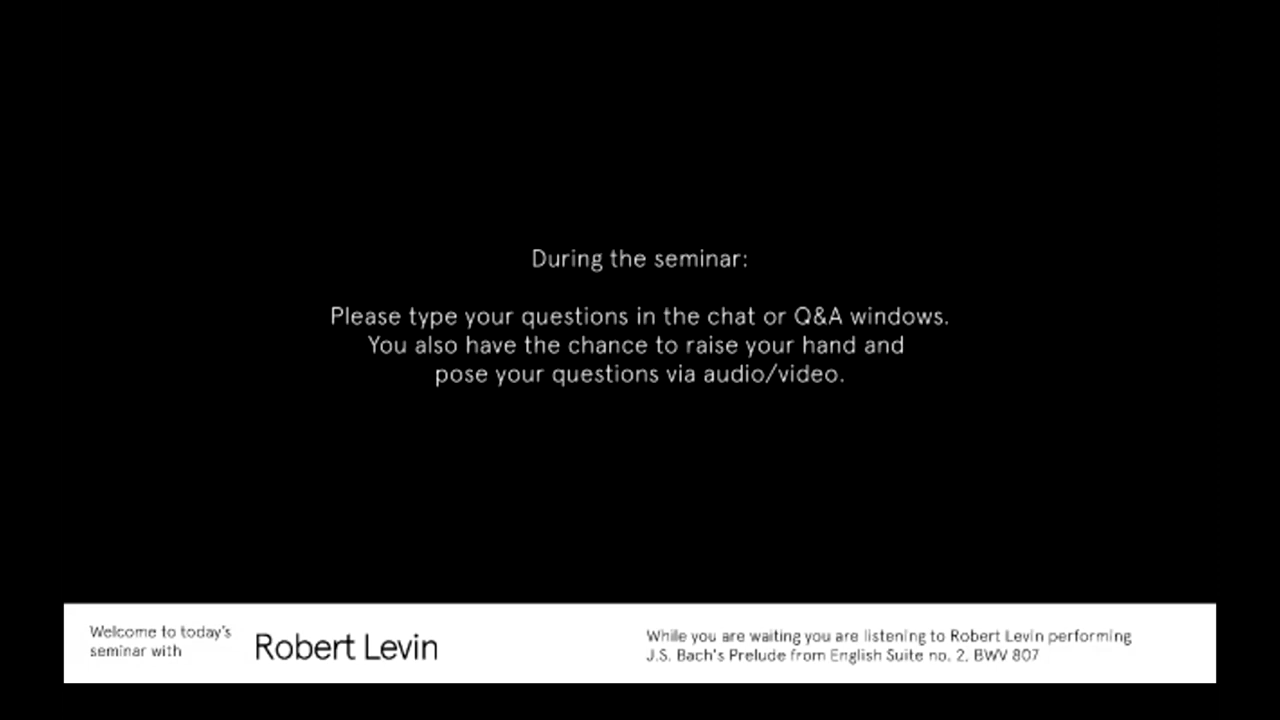 During the seminar:
Please type your questions in the chat or Q&A windows.
You also have the chance to raise your hand and
pose your questions via audio/video.
Welcome to today's
seminar with
Robert Levin
While you are waiting you are listening to Robert Levin performing
J.S. Bach's Prelude from English Suite no. 2, BWV 807